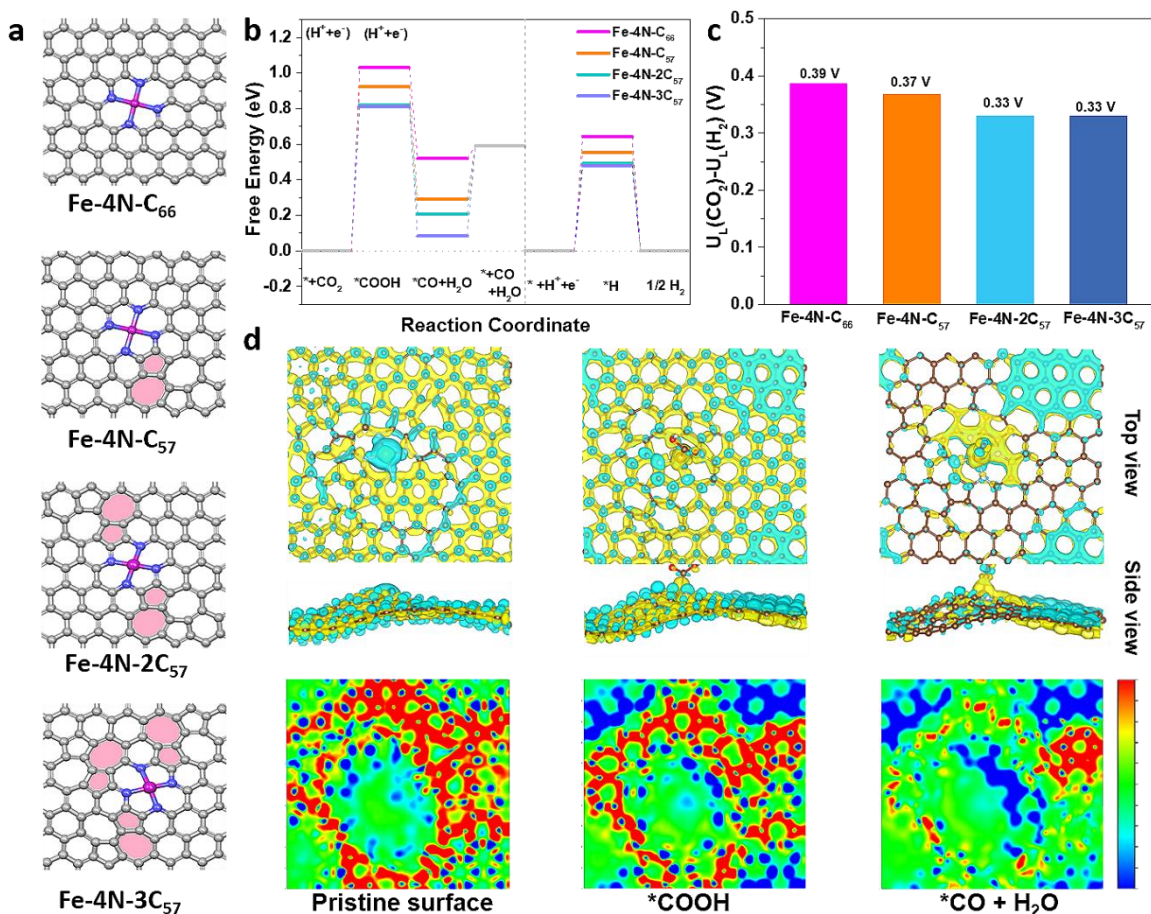 a
Fe-4N-C₆₆
Fe-4N-C₅₇
Fe-4N-2C₅₇
Fe-4N-3C₅₇
b
(H⁺+e⁻) (H⁺+e⁻)
Fe-4N-C₆₆
Fe-4N-C₅₇
Fe-4N-2C₅₇
Fe-4N-3C₅₇
Free Energy (eV)
1.2
1.0
0.8
0.6
0.4
0.2
0.0
-0.2
*+CO₂ *COOH *CO+H₂O *+CO +H₂O * +H⁺+e⁻ *H 1/2 H₂
Reaction Coordinate
c
U_L(CO₂)-U_L(H₂) (V)
0.5
0.4
0.3
0.2
0.1
0.0
0.39 V
0.37 V
0.33 V
0.33 V
Fe-4N-C₆₆ Fe-4N-C₅₇ Fe-4N-2C₅₇ Fe-4N-3C₅₇
d
Top view
Side view
Pristine surface
*COOH
*CO + H₂O